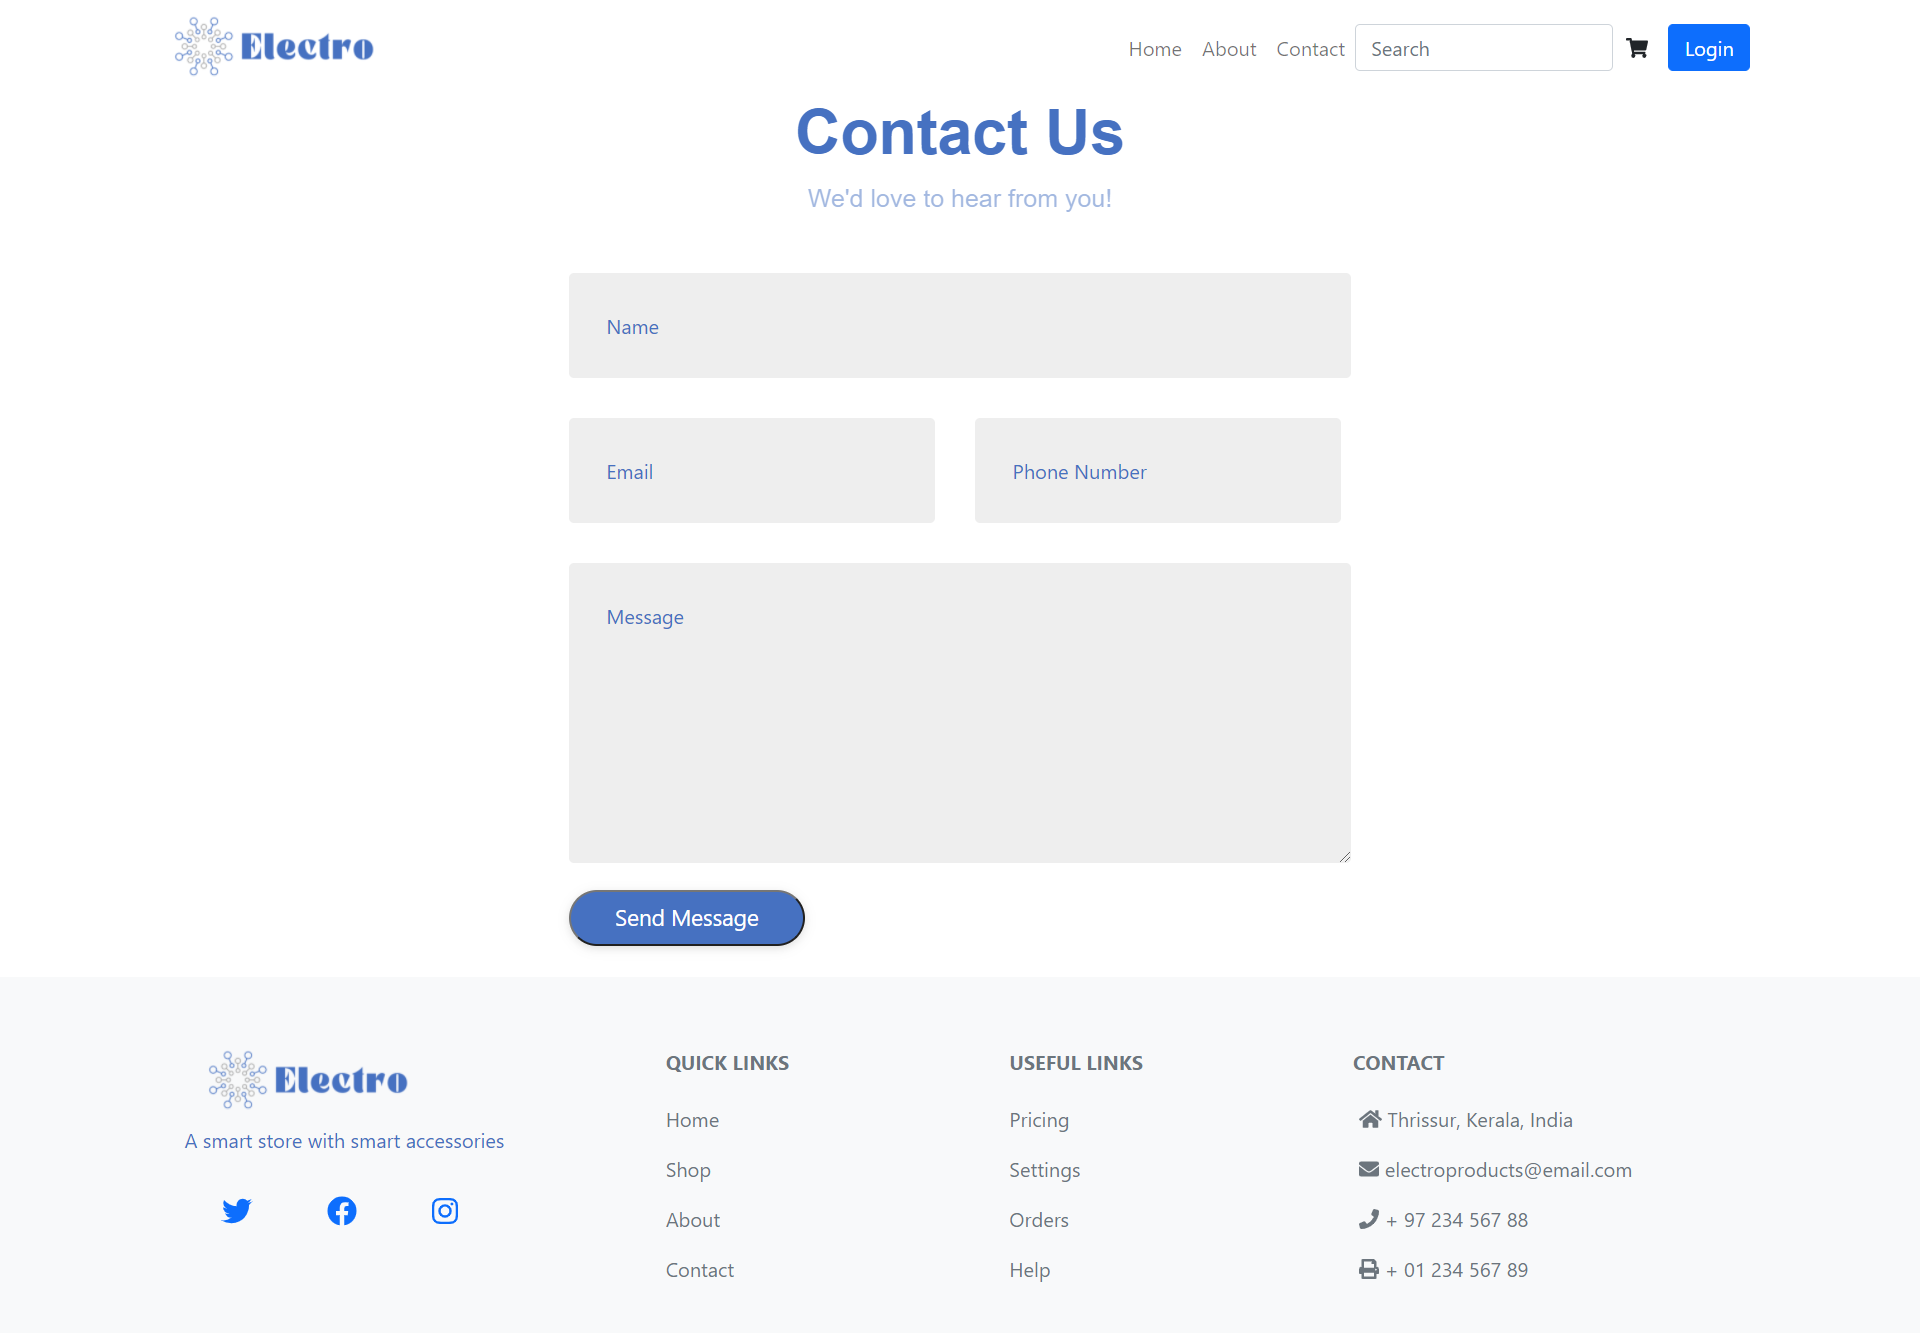 Electro
Home About Contact Search Login
Contact Us
We'd love to hear from you!
Name
Email Phone Number
Message
Send Message
Electro
A smart store with smart accessories
QUICK LINKS
Home
Shop
About
Contact
USEFUL LINKS
Pricing
Settings
Orders
Help
CONTACT
Thrissur, Kerala, India
electroproducts@email.com
+ 97 234 567 88
+ 01 234 567 89